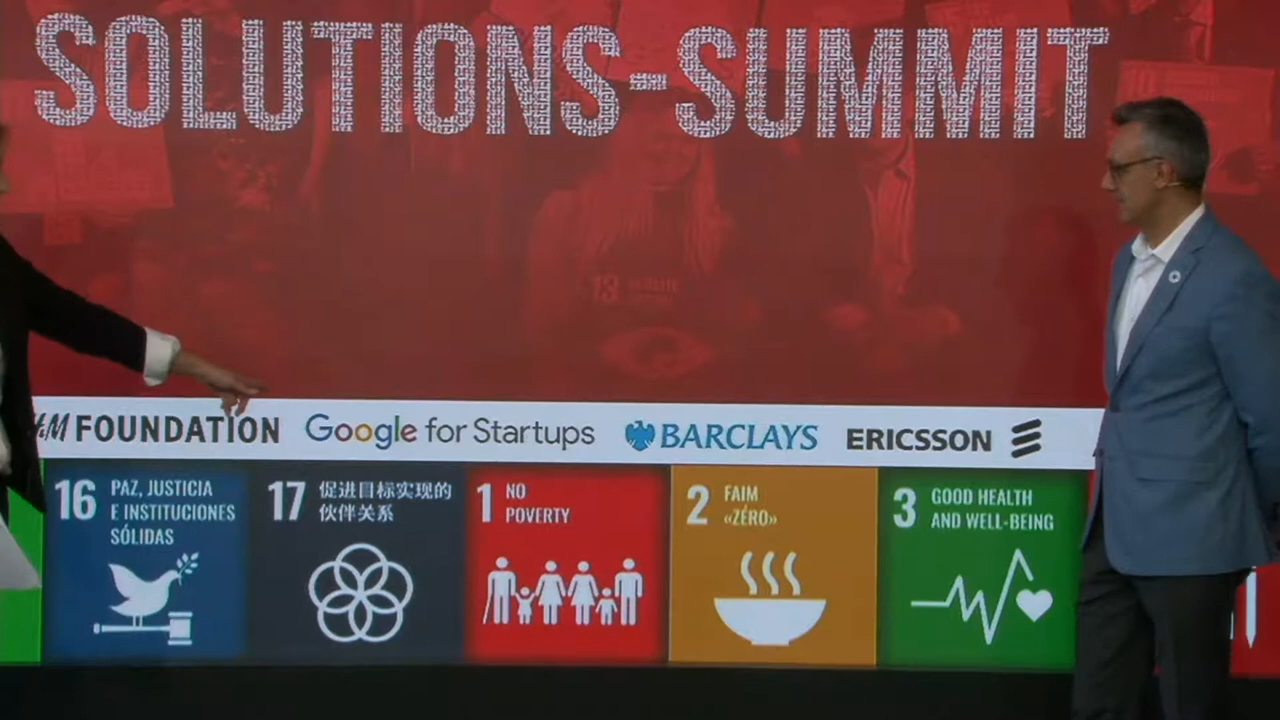 SOLUTIONS-SUMMIT
13
H&M FOUNDATION
Google for Startups
BARCLAYS
ERICSSON
16 PAZ, JUSTICIA
E INSTITUCIONES
SÓLIDAS
17 促进目标实现的
伙伴关系
1 NO
POVERTY
2 FAIM
«ZÉRO»
3 GOOD HEALTH
AND WELL-BEING